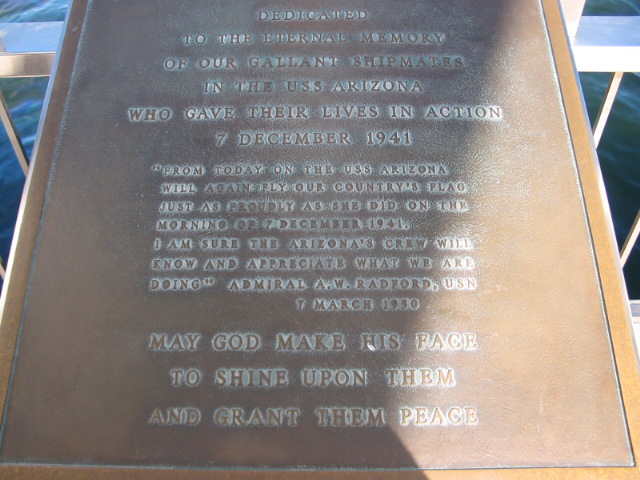 DEDICATED
TO THE ETERNAL MEMORY
OF OUR GALLANT SHIPMATES
IN THE USS ARIZONA
WHO GAVE THEIR LIVES IN ACTION
7 DECEMBER 1941
"FROM TODAY ON THE USS ARIZONA
WILL AGAIN FLY OUR COUNTRY'S FLAG
JUST AS PROUDLY AS SHE DID ON THE
MORNING OF 7 DECEMBER 1941.
I AM SURE THE ARIZONA'S CREW WILL
KNOW AND APPRECIATE WHAT WE ARE
DOING" ADMIRAL A.W. RADFORD, USN
7 MARCH 1950
MAY GOD MAKE HIS FACE
TO SHINE UPON THEM
AND GRANT THEM PEACE